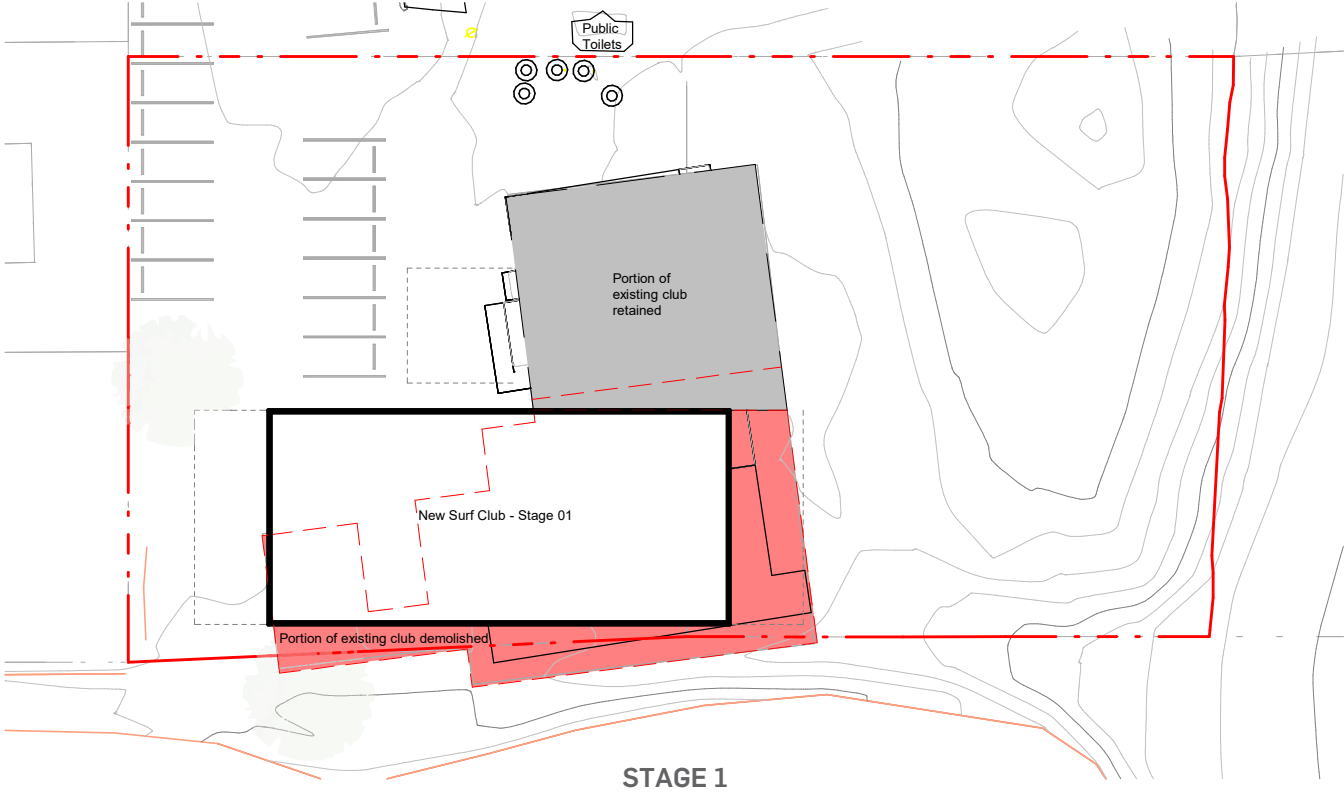 Public
Toilets
Portion of
existing club
retained
New Surf Club - Stage 01
Portion of existing club demolished
STAGE 1